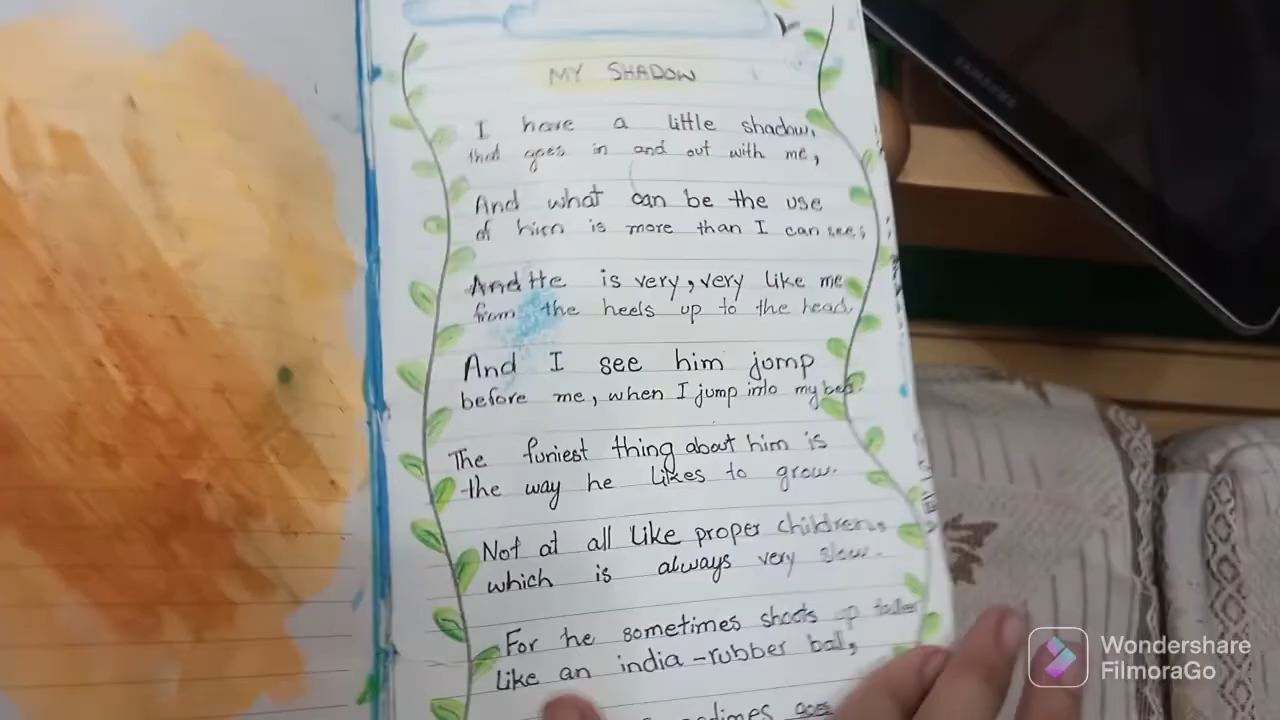 MY SHADOW
I have a little shadow,
that goes in and out with me,
And what can be the use
of him is more than I can see,
And He is very, very like me
from the heels up to the head,
And I see him jump
before me, when I jump into my bed.
The funiest thing about him is
the way he likes to grow.
Not at all like proper children,
which is always very slow.
For he sometimes shoots up taller
like an india-rubber bal,
sometimes goes
SAMSUNG
Wondershare
FilmoraGo